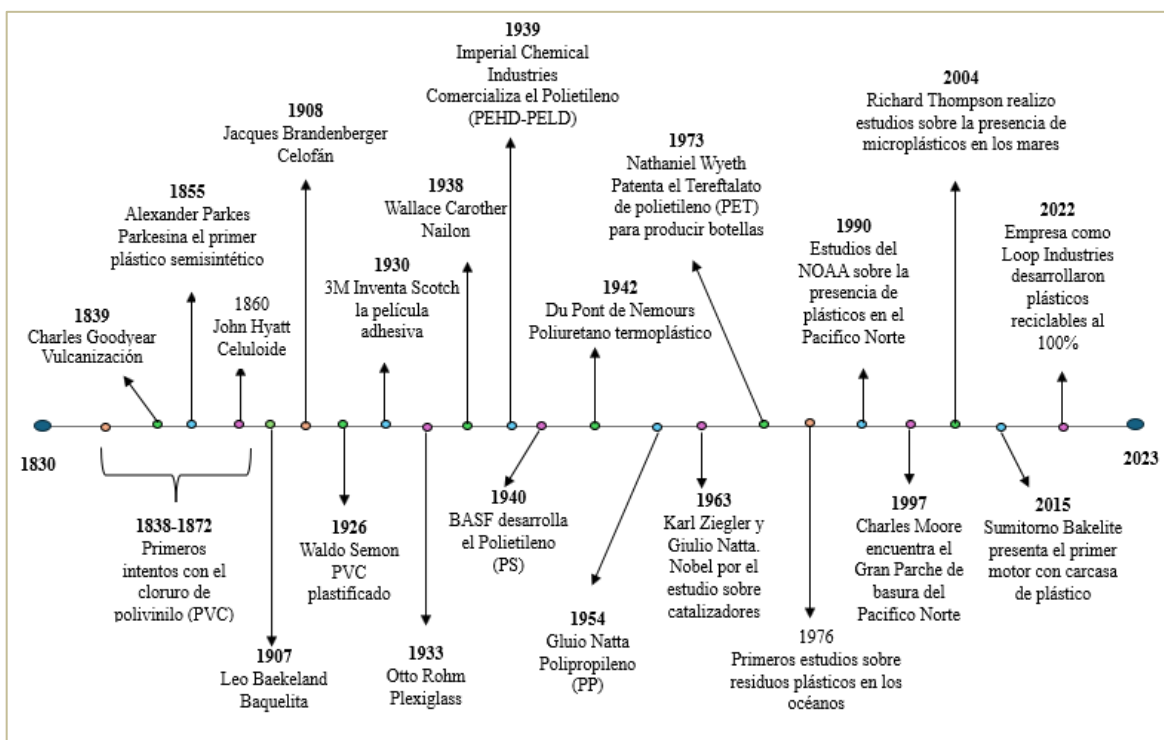 1939
Imperial Chemical
Industries
Comercializa el Polietileno
(PEHD-PELD)
2004
Richard Thompson realizo
estudios sobre la presencia de
microplásticos en los mares
1908
Jacques Brandenberger
Celofán
1973
Nathaniel Wyeth
Patenta el Tereftalato
de polietileno (PET)
para producir botellas
1855
Alexander Parkes
Parkesina el primer
plástico semisintético
1938
Wallace Carother
Nailon
1990
Estudios del
NOAA sobre la
presencia de
plásticos en el
Pacifico Norte
2022
Empresa como
Loop Industries
desarrollaron
plásticos
reciclables al
100%
1930
3M Inventa Scotch
la película
adhesiva
1942
Du Pont de Nemours
Poliuretano termoplástico
1839
Charles Goodyear
Vulcanización
1860
John Hyatt
Celuloide
1830
2023
1838-1872
Primeros
intentos con el
cloruro de
polivinilo (PVC)
1907
Leo Baekeland
Baquelita
1926
Waldo Semon
PVC
plastificado
1933
Otto Rohm
Plexiglass
1940
BASF desarrolla
el Polietileno
(PS)
1954
Gluio Natta
Polipropileno
(PP)
1963
Karl Ziegler y
Giulio Natta.
Nobel por el
estudio sobre
catalizadores
1976
Primeros estudios sobre
residuos plásticos en los
océanos
1997
Charles Moore
encuentra el
Gran Parche de
basura del
Pacifico Norte
2015
Sumitorno Bakelite
presenta el primer
motor con carcasa
de plástico